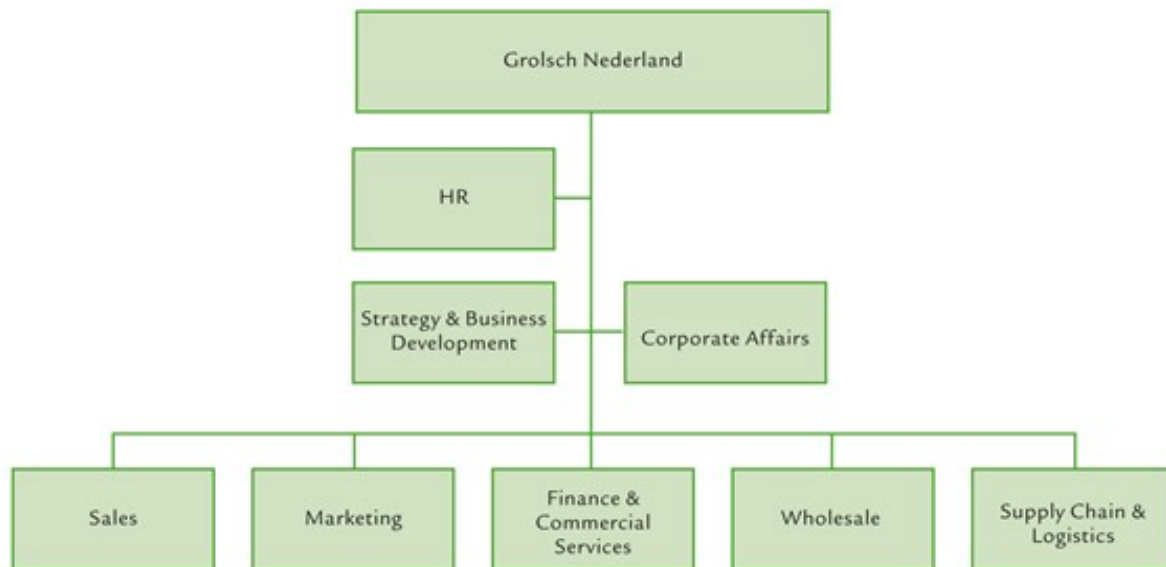 Grolsch Nederland
HR
Strategy & Business
Development
Corporate Affairs
Sales
Marketing
Finance &
Commercial
Services
Wholesale
Supply Chain &
Logistics